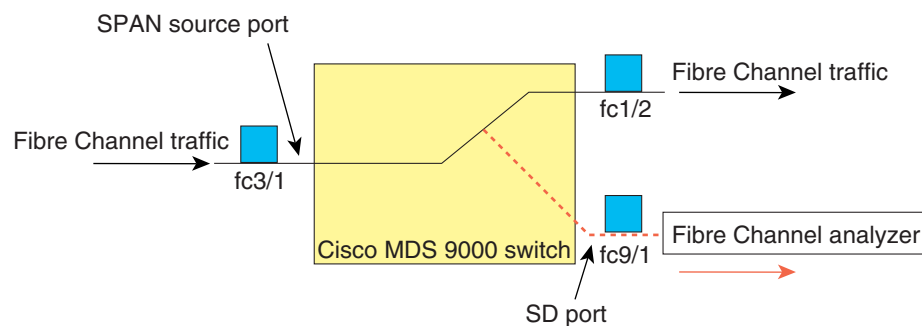 SPAN source port
Fibre Channel traffic
fc1/2
Fibre Channel traffic
fc3/1
Cisco MDS 9000 switch
fc9/1
Fibre Channel analyzer
SD port